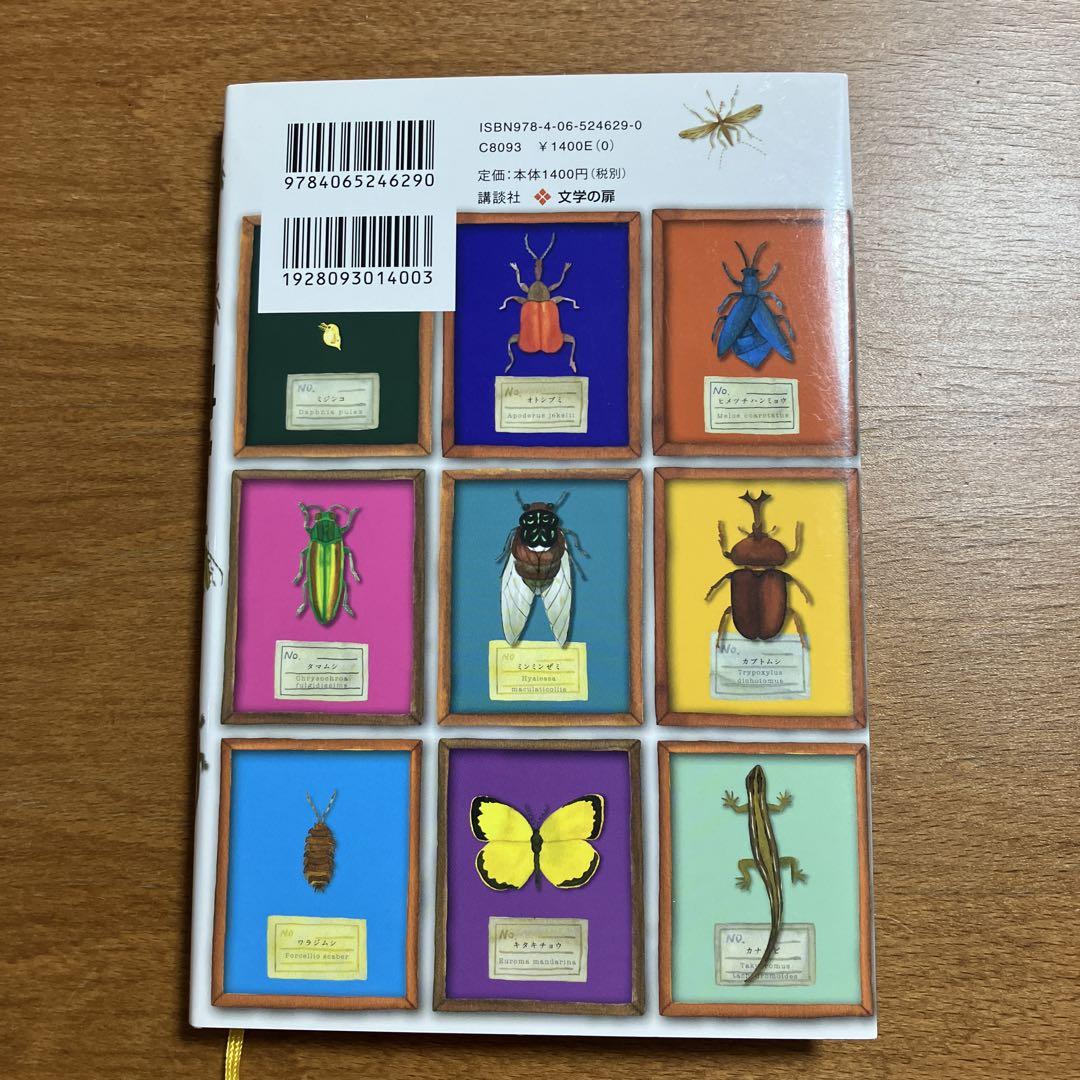 9784065246290
1928093014003
ISBN978-4-06-524629-0
C8093 ￥1400E(0)
定価：本体1400円(税別)
講談社 文学の扉
No.
ミジンコ
Daphnia pulex
No.
オトシブミ
Apoderus jekelii
No.
ヒメツチハンミョウ
Meloe coarctatus
No.
タマムシ
Chrysochroa
fulgidissima
No
ミンミンゼミ
Hyalessa
maculaticollis
No.
カブトムシ
Trypoxylus
dichotomus
No
ワラジムシ
Porcellio scaber
No.
キタキチョウ
Eurema mandarina
No.